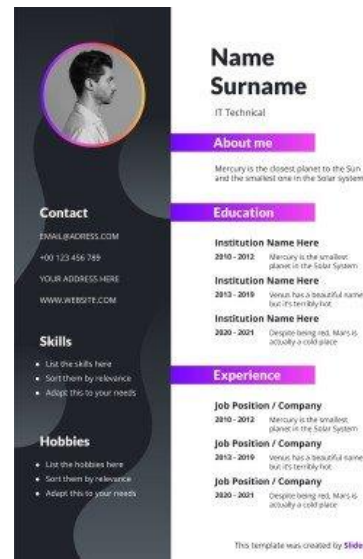 Name
Surname
IT Technical
About me
Mercury is the closest planet to the Sun
and the smallest one in the Solar system
Contact
EMAIL@ADRESS.COM
+00 123 456 789
YOUR ADDRESS HERE
WWW.WEBSITE.COM
Skills
List the skills here
Sort them by relevance
Adapt this to your needs
Hobbies
List the hobbies here
Sort them by relevance
Adapt this to your needs
Education
Institution Name Here
2010 - 2012 Mercury is the smallest
planet in the Solar System
Institution Name Here
2013 - 2019 Venus has a beautiful name
but it's terribly hot
Institution Name Here
2020 - 2021 Despite being red, Mars is
actually a cold place
Experience
Job Position / Company
2010 - 2012 Mercury is the smallest
planet in the Solar System
Job Position / Company
2013 - 2019 Venus has a beautiful name
but it's terribly hot
Job Position / Company
2020 - 2021 Despite being red, Mars is
actually a cold place
This template was created by Slide